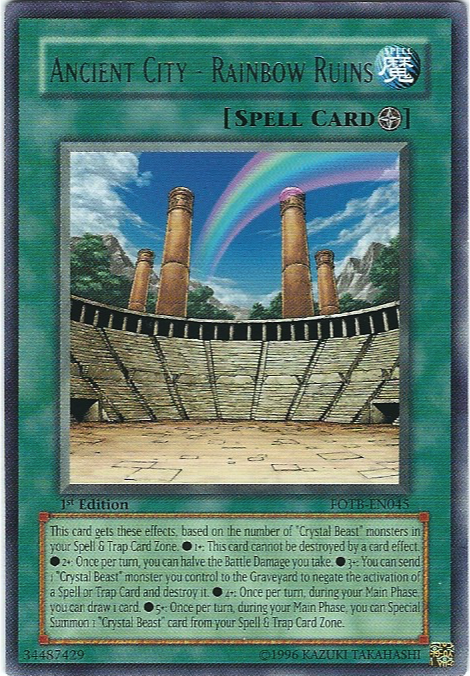 ANCIENT CITY - RAINBOW RUINS 魔
[SPELL CARD]
1st Edition FOTB-EN045
This card gets these effects, based on the number of "Crystal Beast" monsters in
your Spell & Trap Card Zone. ●1+: This card cannot be destroyed by a card effect.
●2+: Once per turn, you can halve the Battle Damage you take. ●3+: You can send
1 "Crystal Beast" monster you control to the Graveyard to negate the activation of
a Spell or Trap Card and destroy it. ●4+: Once per turn, during your Main Phase,
you can draw 1 card. ●5+: Once per turn, during your Main Phase, you can Special
Summon 1 "Crystal Beast" card from your Spell & Trap Card Zone.
34487429 ©1996 KAZUKI TAKAHASHI